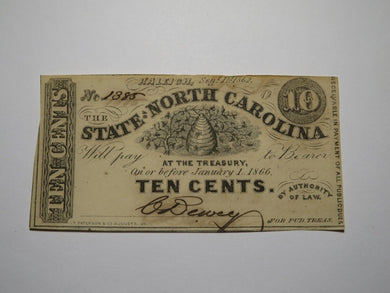 RALEIGH, Sept. 1, 1862.
No 1385
10
THE
STATE OF NORTH CAROLINA
Will pay to Bearer
AT THE TREASURY,
On or before January 1. 1866.
TEN CENTS.
BY AUTHORITY
OF LAW.
C Dewey
FOR PUB. TREAS.
TEN CENTS
RECEIVABLE IN PAYMENT OF ALL PUBLIC DUES